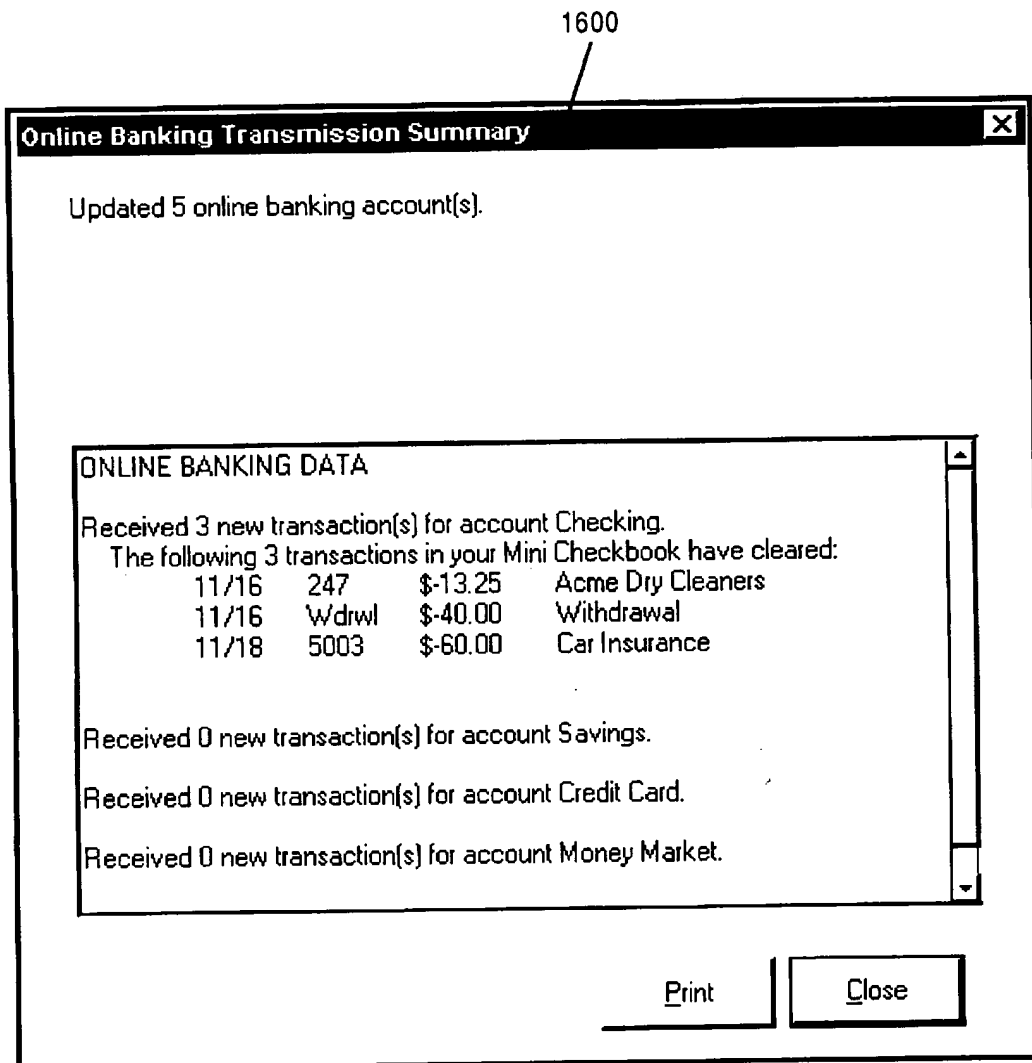 1600
Online Banking Transmission Summary
Updated 5 online banking account(s).
ONLINE BANKING DATA
Received 3 new transaction(s) for account Checking.
The following 3 transactions in your Mini Checkbook have cleared:
11/16 247 $-13.25 Acme Dry Cleaners
11/16 Wdrwl $-40.00 Withdrawal
11/18 5003 $-60.00 Car Insurance
Received 0 new transaction(s) for account Savings.
Received 0 new transaction(s) for account Credit Card.
Received 0 new transaction(s) for account Money Market.
Print Close